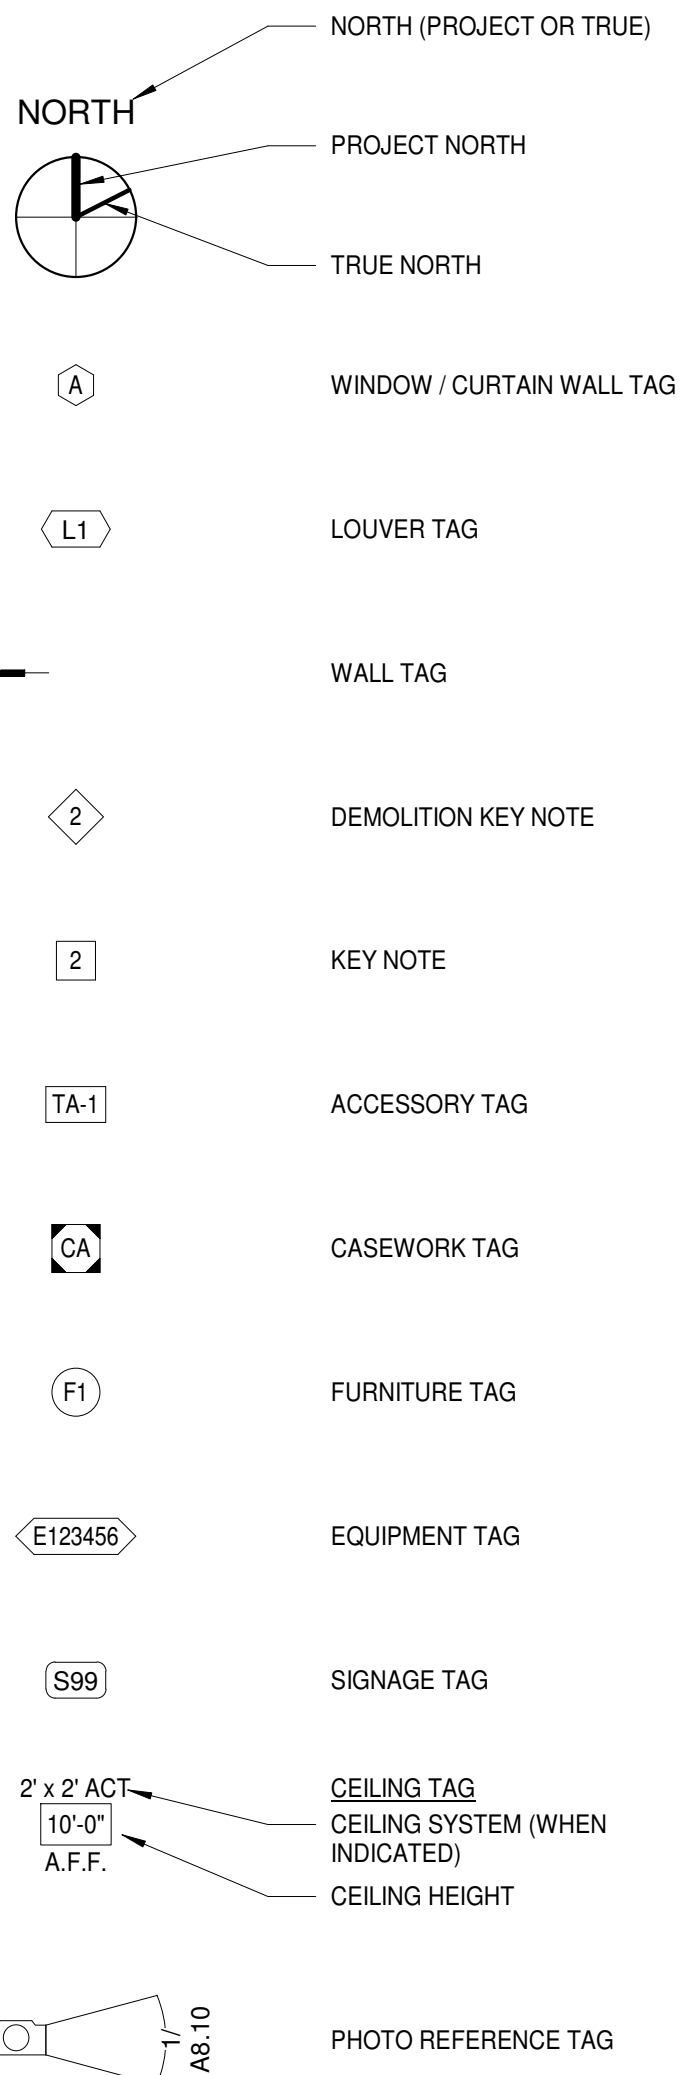 NORTH (PROJECT OR TRUE)
NORTH
PROJECT NORTH
TRUE NORTH
A WINDOW / CURTAIN WALL TAG
L1 LOUVER TAG
WALL TAG
2 DEMOLITION KEY NOTE
2 KEY NOTE
TA-1 ACCESSORY TAG
CA CASEWORK TAG
F1 FURNITURE TAG
E123456 EQUIPMENT TAG
S99 SIGNAGE TAG
2' x 2' ACT CEILING TAG
10'-0" CEILING SYSTEM (WHEN
INDICATED)
A.F.F.
CEILING HEIGHT
1/
A8.10
PHOTO REFERENCE TAG